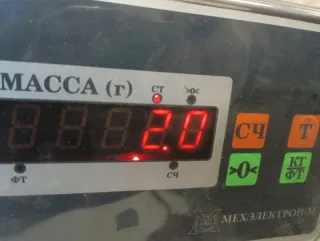 МАССА (г)
СТ >0<
2.0
ФТ СЧ
СЧ Т
>0< КГ ФТ
МЕХЭЛЕКТРОН-М